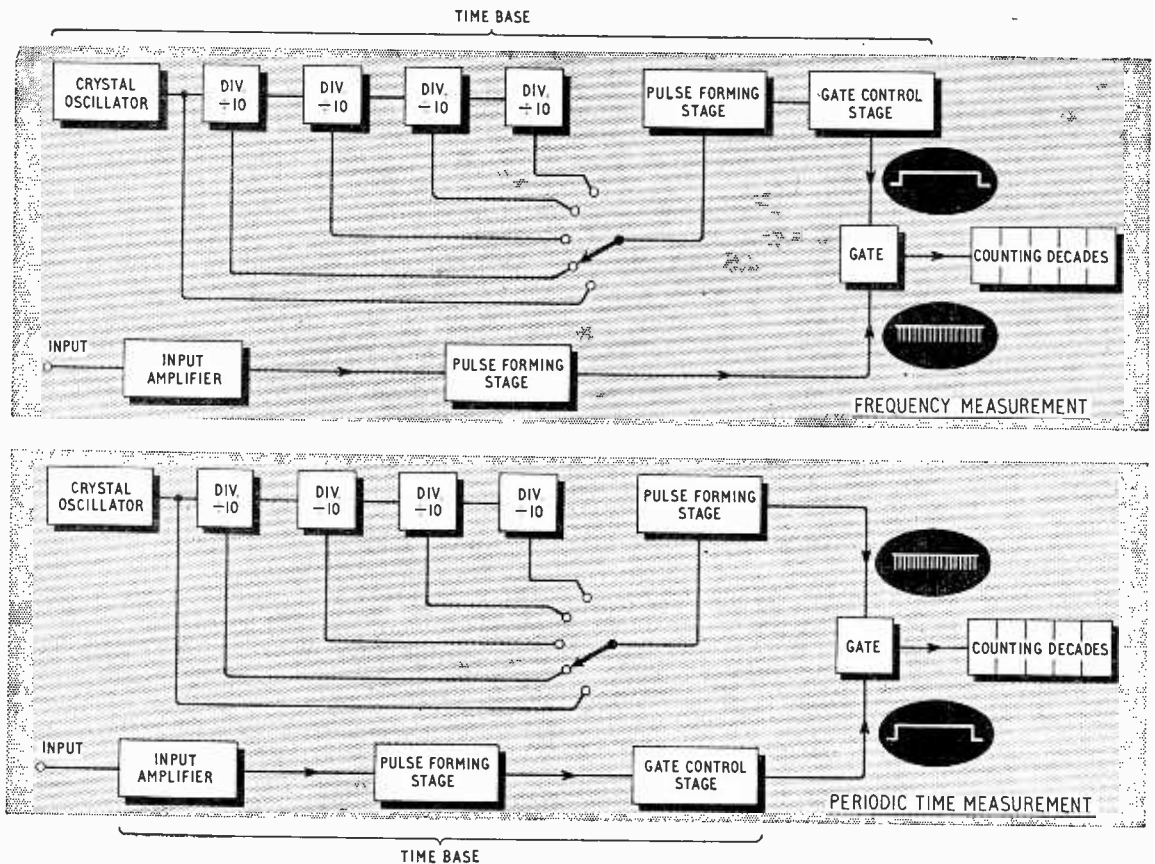 TIME BASE
CRYSTAL
OSCILLATOR
DIV.
÷10
DIV.
÷10
DIV.
÷10
DIV.
÷10
PULSE FORMING
STAGE
GATE CONTROL
STAGE
GATE
COUNTING DECADES
INPUT
INPUT
AMPLIFIER
PULSE FORMING
STAGE
FREQUENCY MEASUREMENT
CRYSTAL
OSCILLATOR
DIV.
÷10
DIV.
÷10
DIV.
÷10
DIV.
÷10
PULSE FORMING
STAGE
GATE
COUNTING DECADES
INPUT
INPUT
AMPLIFIER
PULSE FORMING
STAGE
GATE CONTROL
STAGE
PERIODIC TIME MEASUREMENT
TIME BASE